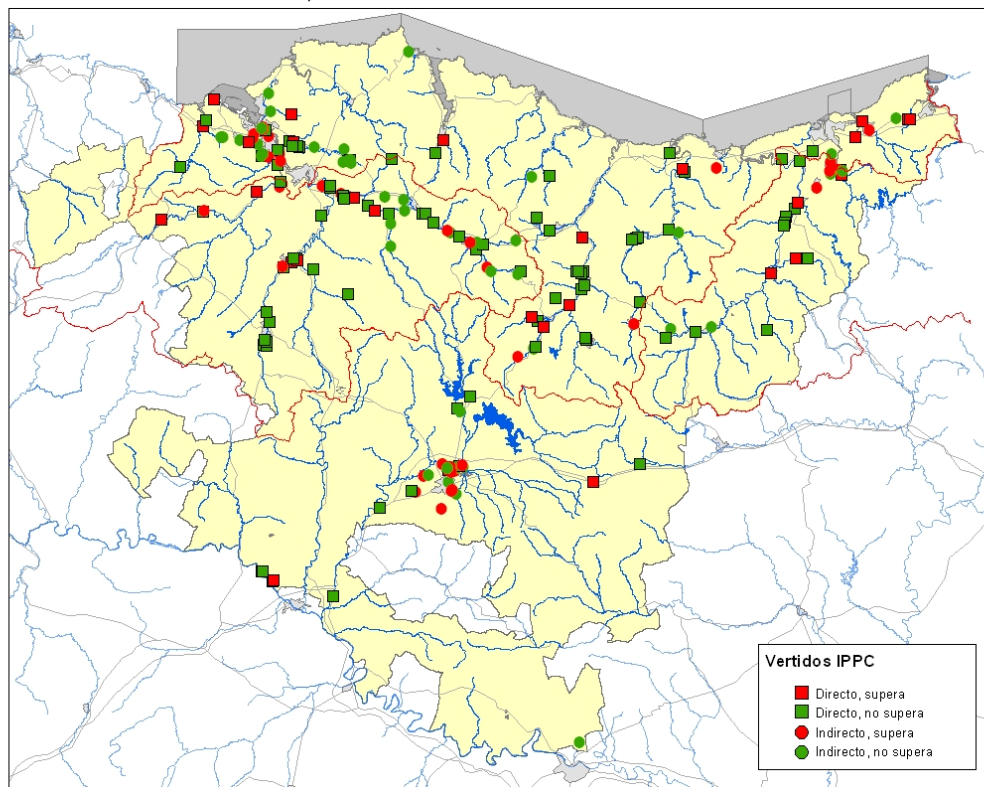 Vertidos IPPC
Directo, supera
Directo, no supera
Indirecto, supera
Indirecto, no supera